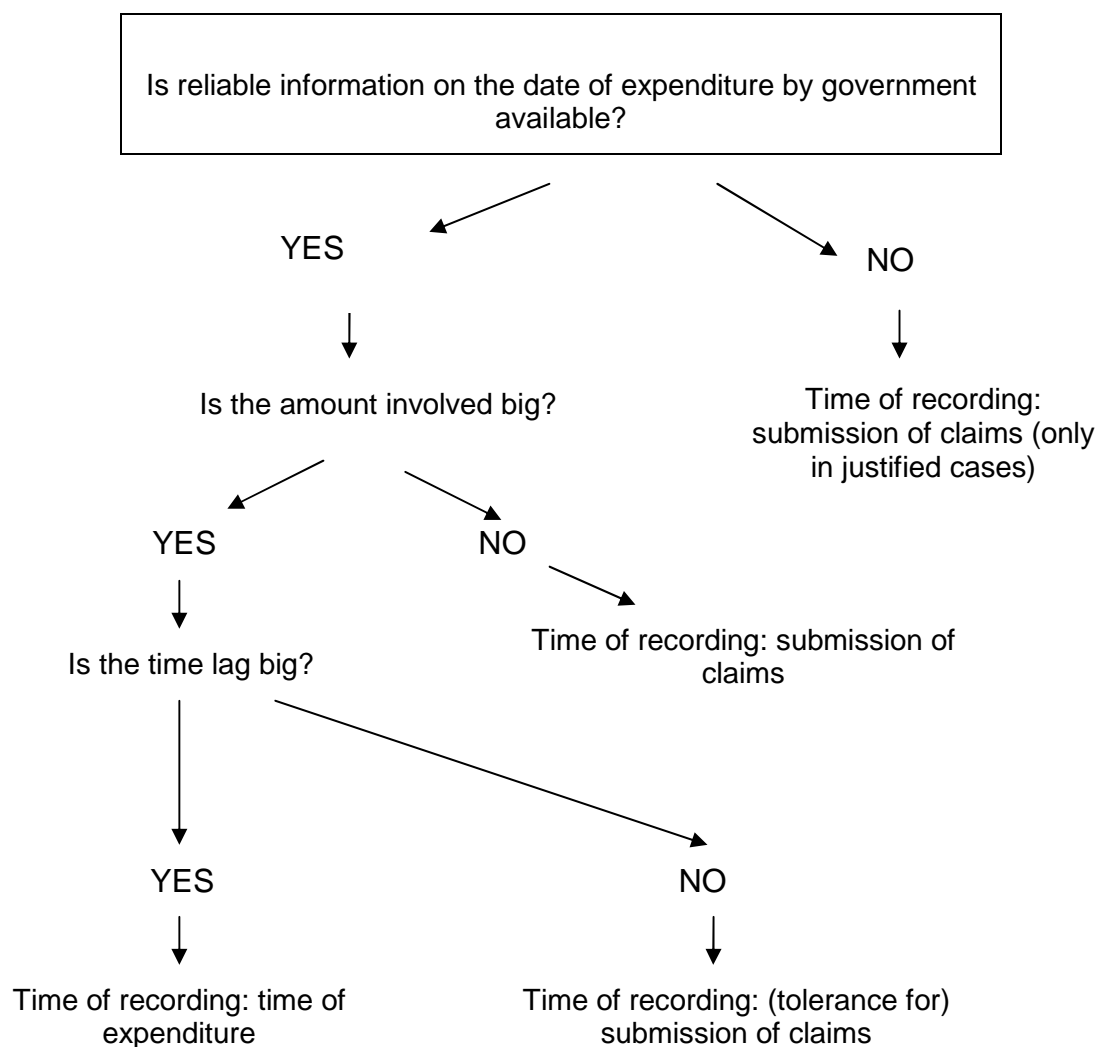 Is reliable information on the date of expenditure by government
available?
YES
NO
Is the amount involved big?
Time of recording:
submission of claims (only
in justified cases)
YES
NO
Is the time lag big?
Time of recording: submission of
claims
YES
NO
Time of recording: time of
expenditure
Time of recording: (tolerance for)
submission of claims